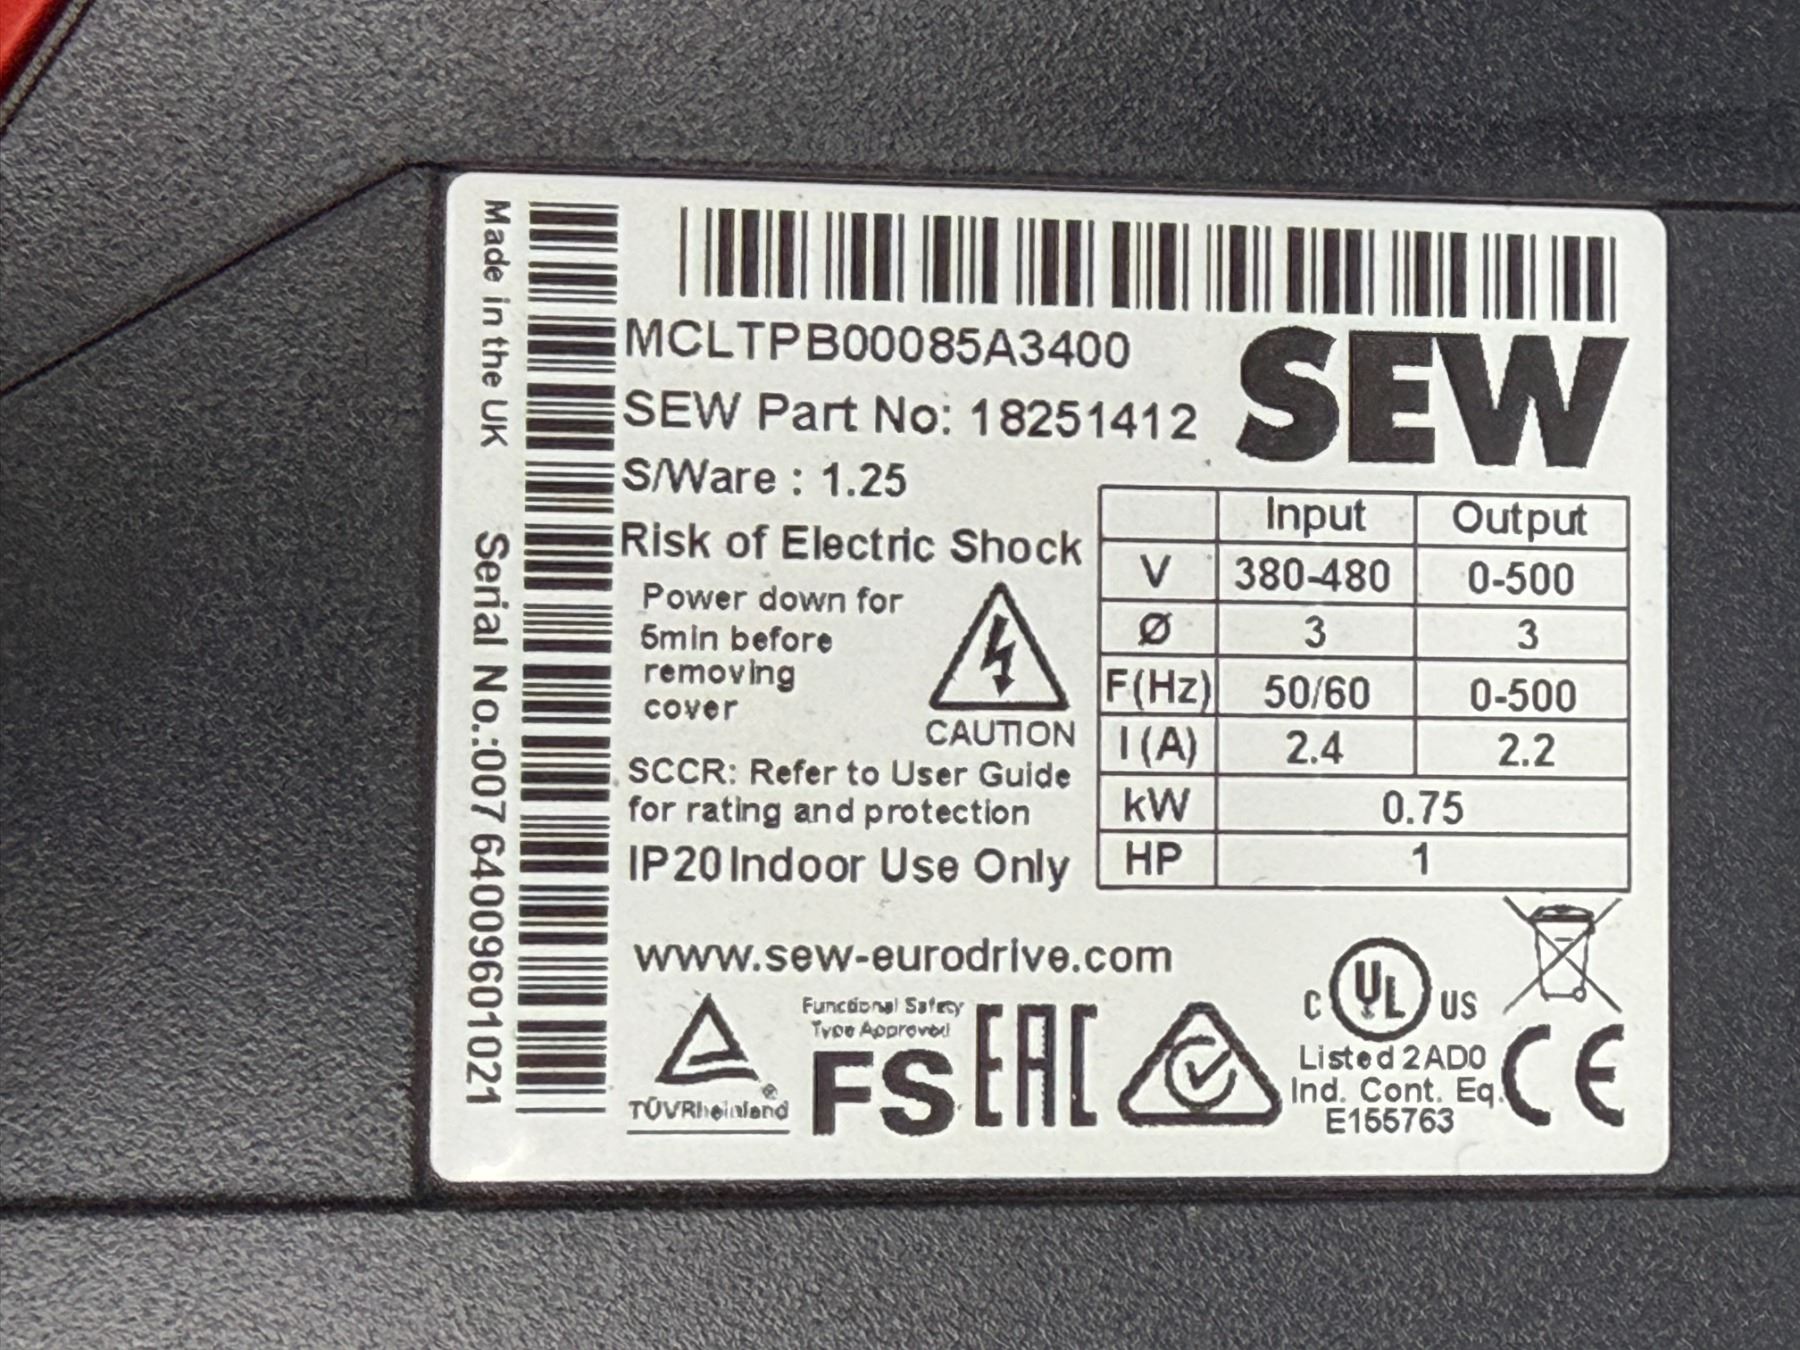 Made in the UK
Serial No.:007 64009601021
MCLTPB00085A3400
SEW Part No: 18251412
SEW
S/Ware : 1.25
Risk of Electric Shock
Power down for
5min before
removing
cover
CAUTION
SCCR: Refer to User Guide
for rating and protection
IP20 Indoor Use Only
Input Output
V 380-480 0-500
Ø 3 3
F(Hz) 50/60 0-500
I(A) 2.4 2.2
kW 0.75
HP 1
www.sew-eurodrive.com
TÜVRheinland®
Functional Safety
Type Approved
FS
EAC
C UL US
Listed 2AD0
Ind. Cont. Eq.
E155763
CE